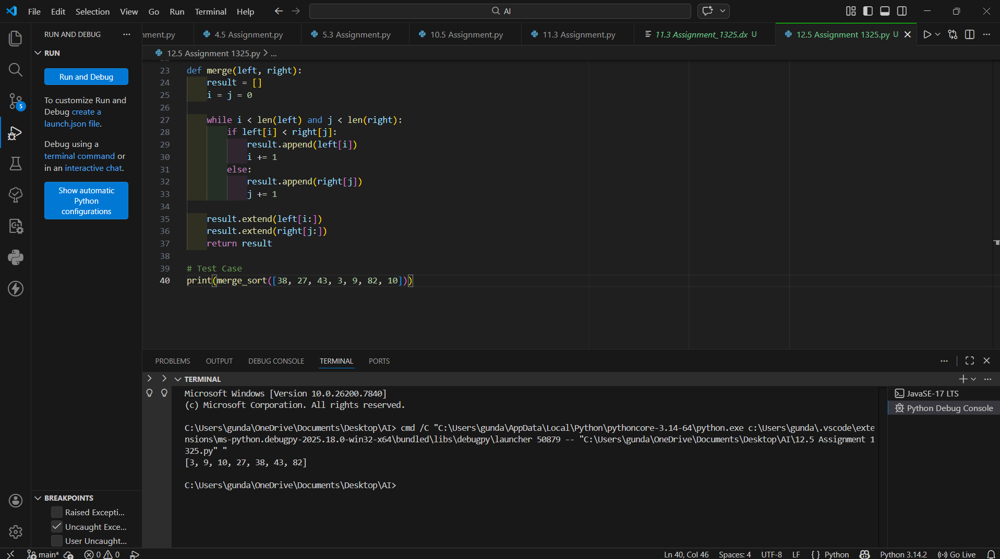 File Edit Selection View Go Run Terminal Help
AI
RUN AND DEBUG
nment.py
4.5 Assignment.py
5.3 Assignment.py
10.5 Assignment.py
11.3 Assignment.py
11.3 Assignment_1325.dx U
12.5 Assignment 1325.py U
RUN
Run and Debug
To customize Run and
Debug create a
launch.json file.
Debug using a
terminal command or
in an interactive chat.
Show automatic
Python
configurations
12.5 Assignment 1325.py > ...
23 def merge(left, right):
24 result = []
25 i = j = 0
26
27 while i < len(left) and j < len(right):
28 if left[i] < right[j]:
29 result.append(left[i])
30 i += 1
31 else:
32 result.append(right[j])
33 j += 1
34
35 result.extend(left[i:])
36 result.extend(right[j:])
37 return result
38
39 # Test Case
40 print(merge_sort([38, 27, 43, 3, 9, 82, 10]))
PROBLEMS OUTPUT DEBUG CONSOLE TERMINAL PORTS
TERMINAL
Microsoft Windows [Version 10.0.26200.7840]
(c) Microsoft Corporation. All rights reserved.
C:\Users\gunda\OneDrive\Documents\Desktop\AI> cmd /C "C:\Users\gunda\AppData\Local\Python\pythoncore-3.14-64\python.exe c:\Users\gunda\.vscode\exte
nsions\ms-python.debugpy-2025.18.0-win32-x64\bundled\libs\debugpy\launcher 50879 -- "C:\Users\gunda\OneDrive\Documents\Desktop\AI\12.5 Assignment 1
325.py" "
[3, 9, 10, 27, 38, 43, 82]
C:\Users\gunda\OneDrive\Documents\Desktop\AI>
JavaSE-17 LTS
Python Debug Console
BREAKPOINTS
Raised Excepti...
Uncaught Exce...
User Uncaught...
5
main* 0 0
Ln 40, Col 46 Spaces: 4 UTF-8 LF { } Python Python 3.14.2 Go Live